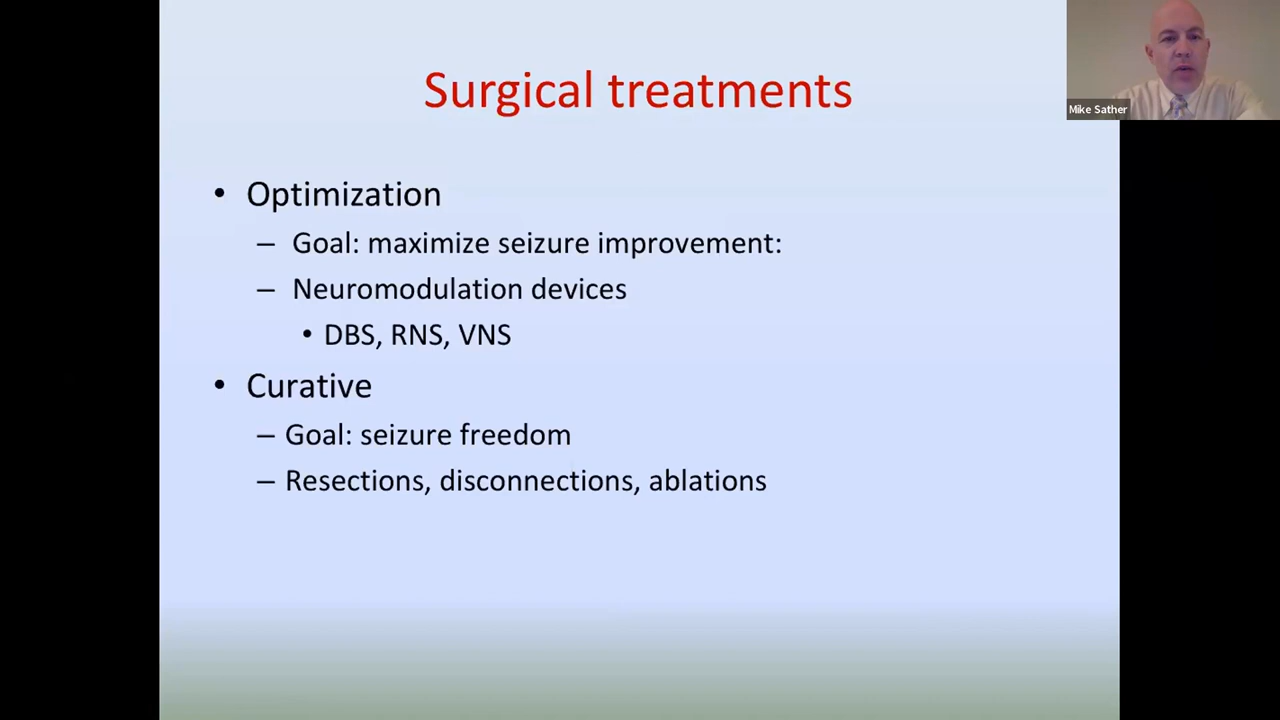 Surgical treatments
Mike Sather
• Optimization
– Goal: maximize seizure improvement:
– Neuromodulation devices
• DBS, RNS, VNS
• Curative
– Goal: seizure freedom
– Resections, disconnections, ablations